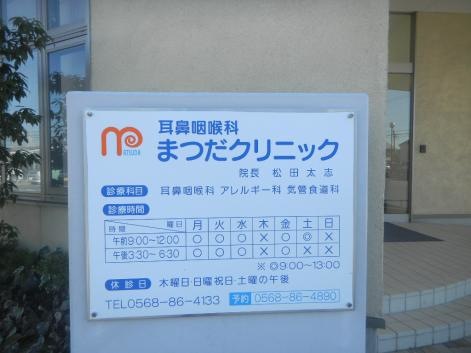 耳鼻咽喉科
MATSUDA
まつだクリニック
院長 松田太志
診療科目 耳鼻咽喉科 アレルギー科 気管食道科
診療時間
時間 曜日 月 火 水 木 金 土 日
午前9:00~12:00 ○ ○ ○ × ○ ◎ ×
午後3:30~6:30 ○ ○ ○ × ○ × ×
※◎9:00~13:00
休診日 木曜日·日曜祝日·土曜の午後
TEL0568-86-4133 予約 0568-86-4890